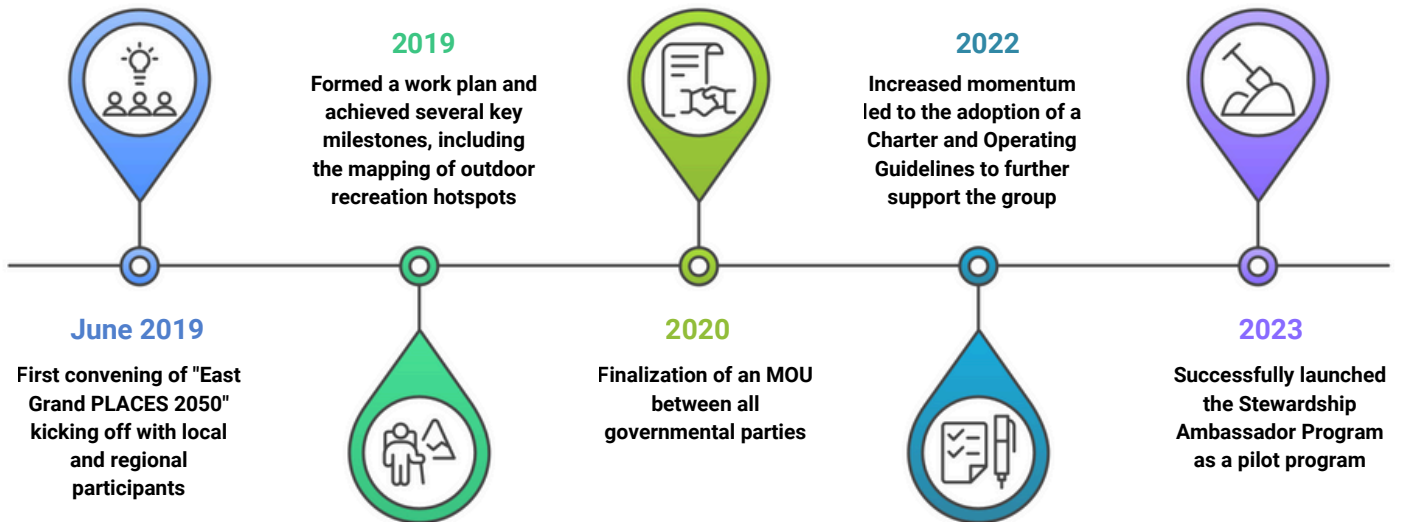 June 2019
First convening of "East
Grand PLACES 2050"
kicking off with local
and regional
participants
2019
Formed a work plan and
achieved several key
milestones, including
the mapping of outdoor
recreation hotspots
2020
Finalization of an MOU
between all
governmental parties
2022
Increased momentum
led to the adoption of a
Charter and Operating
Guidelines to further
support the group
2023
Successfully launched
the Stewardship
Ambassador Program
as a pilot program